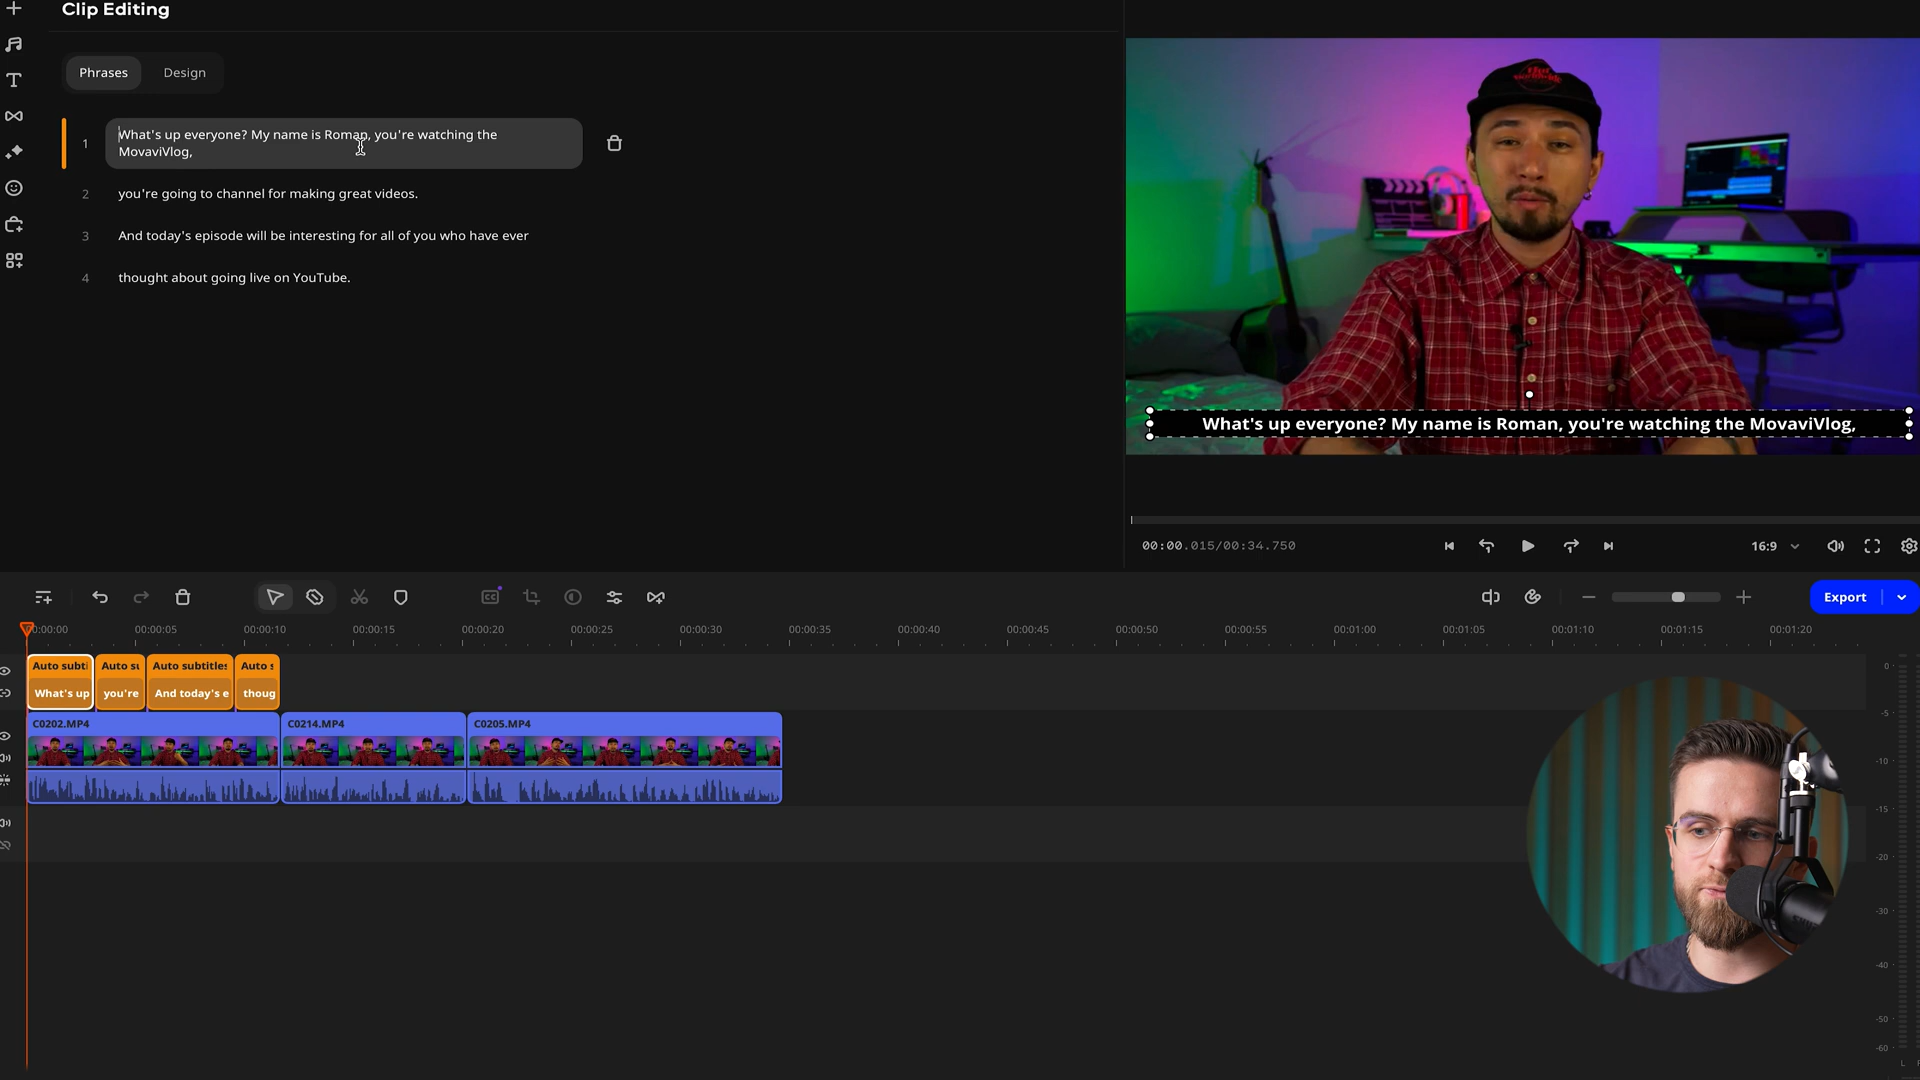 Clip Editing
Phrases
Design
1
What's up everyone? My name is Roman, you're watching the
MovaviVlog,
2
you're going to channel for making great videos.
3
And today's episode will be interesting for all of you who have ever
4
thought about going live on YouTube.
What's up everyone? My name is Roman, you're watching the MovaviVlog,
00:00.015/00:34.750
16:9
Export
00:00:05
00:00:10
00:00:15
00:00:20
00:00:25
00:00:30
00:00:35
00:00:40
00:00:45
00:00:50
00:00:55
00:01:00
00:01:05
00:01:10
00:01:15
00:01:20
Auto subti
Auto su
Auto subtitles
Auto s
What's up
you're
And today's e
thoug
C0202.MP4
C0214.MP4
C0205.MP4
0
-5
-10
-15
-20
-30
-40
-50
-60
L